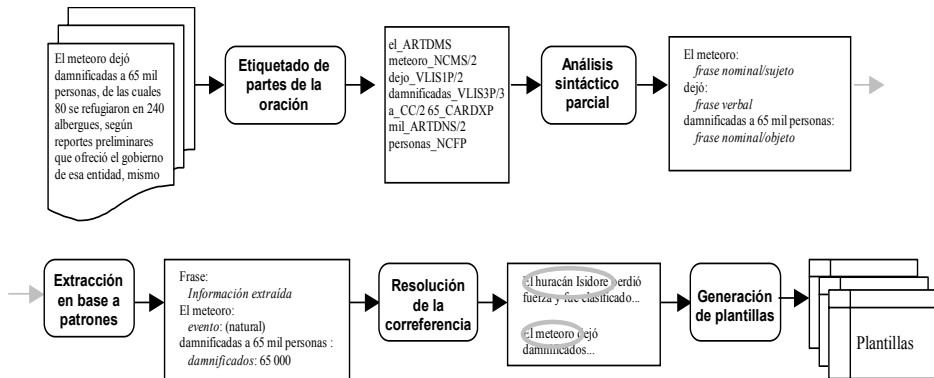 El meteoro dejó
damnificadas a 65 mil
personas, de las cuales
80 se refugiaron en 240
albergues, según
reportes preliminares
que ofreció el gobierno
de esa entidad, mismo
Etiquetado de
partes de la
oración
el_ARTDMS
meteoro_NCMS/2
dejo_VLIS1P/2
damnificadas_VLIS3P/3
a_CC/2 65_CARDXP
mil_ARTDNS/2
personas_NCFP
Análisis
sintáctico
parcial
El meteoro:
frase nominal/sujeto
dejó:
frase verbal
damnificadas a 65 mil personas:
frase nominal/objeto
Extracción
en base a
patrones
Frase:
Información extraída
El meteoro:
evento: (natural)
damnificadas a 65 mil personas :
damnificados: 65 000
Resolución
de la
correferencia
El huracán Isidore perdió
fuerza y fue clasificado...
El meteoro dejó
damnificados...
Generación
de plantillas
Plantillas